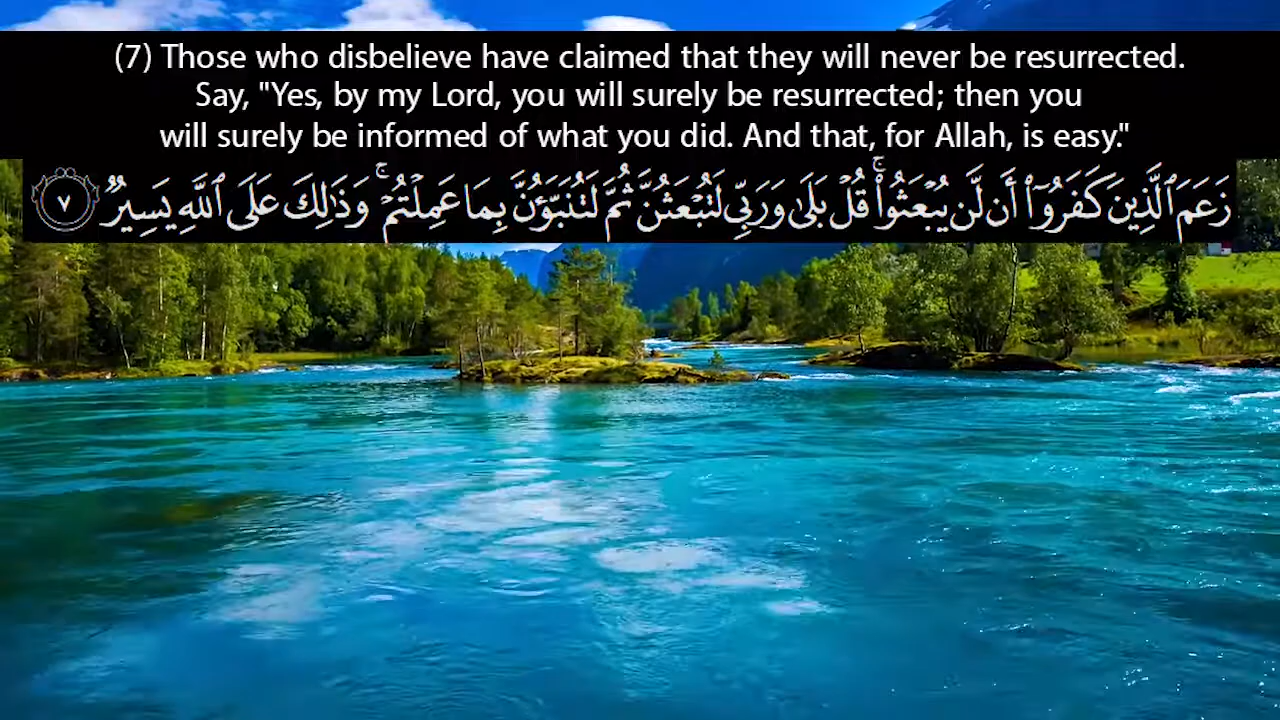 (7) Those who disbelieve have claimed that they will never be resurrected.
Say, "Yes, by my Lord, you will surely be resurrected; then you
will surely be informed of what you did. And that, for Allah, is easy."
زَعَمَ ٱلَّذِينَ كَفَرُوٓا۟ أَن لَّن يُبْعَثُوا۟ ۚ قُلْ بَلَىٰ وَرَبِّى لَتُبْعَثُنَّ ثُمَّ لَتُنَبَّؤُنَّ بِمَا عَمِلْتُمْ ۚ وَذَٰلِكَ عَلَى ٱللَّهِ يَسِيرٌ ٧